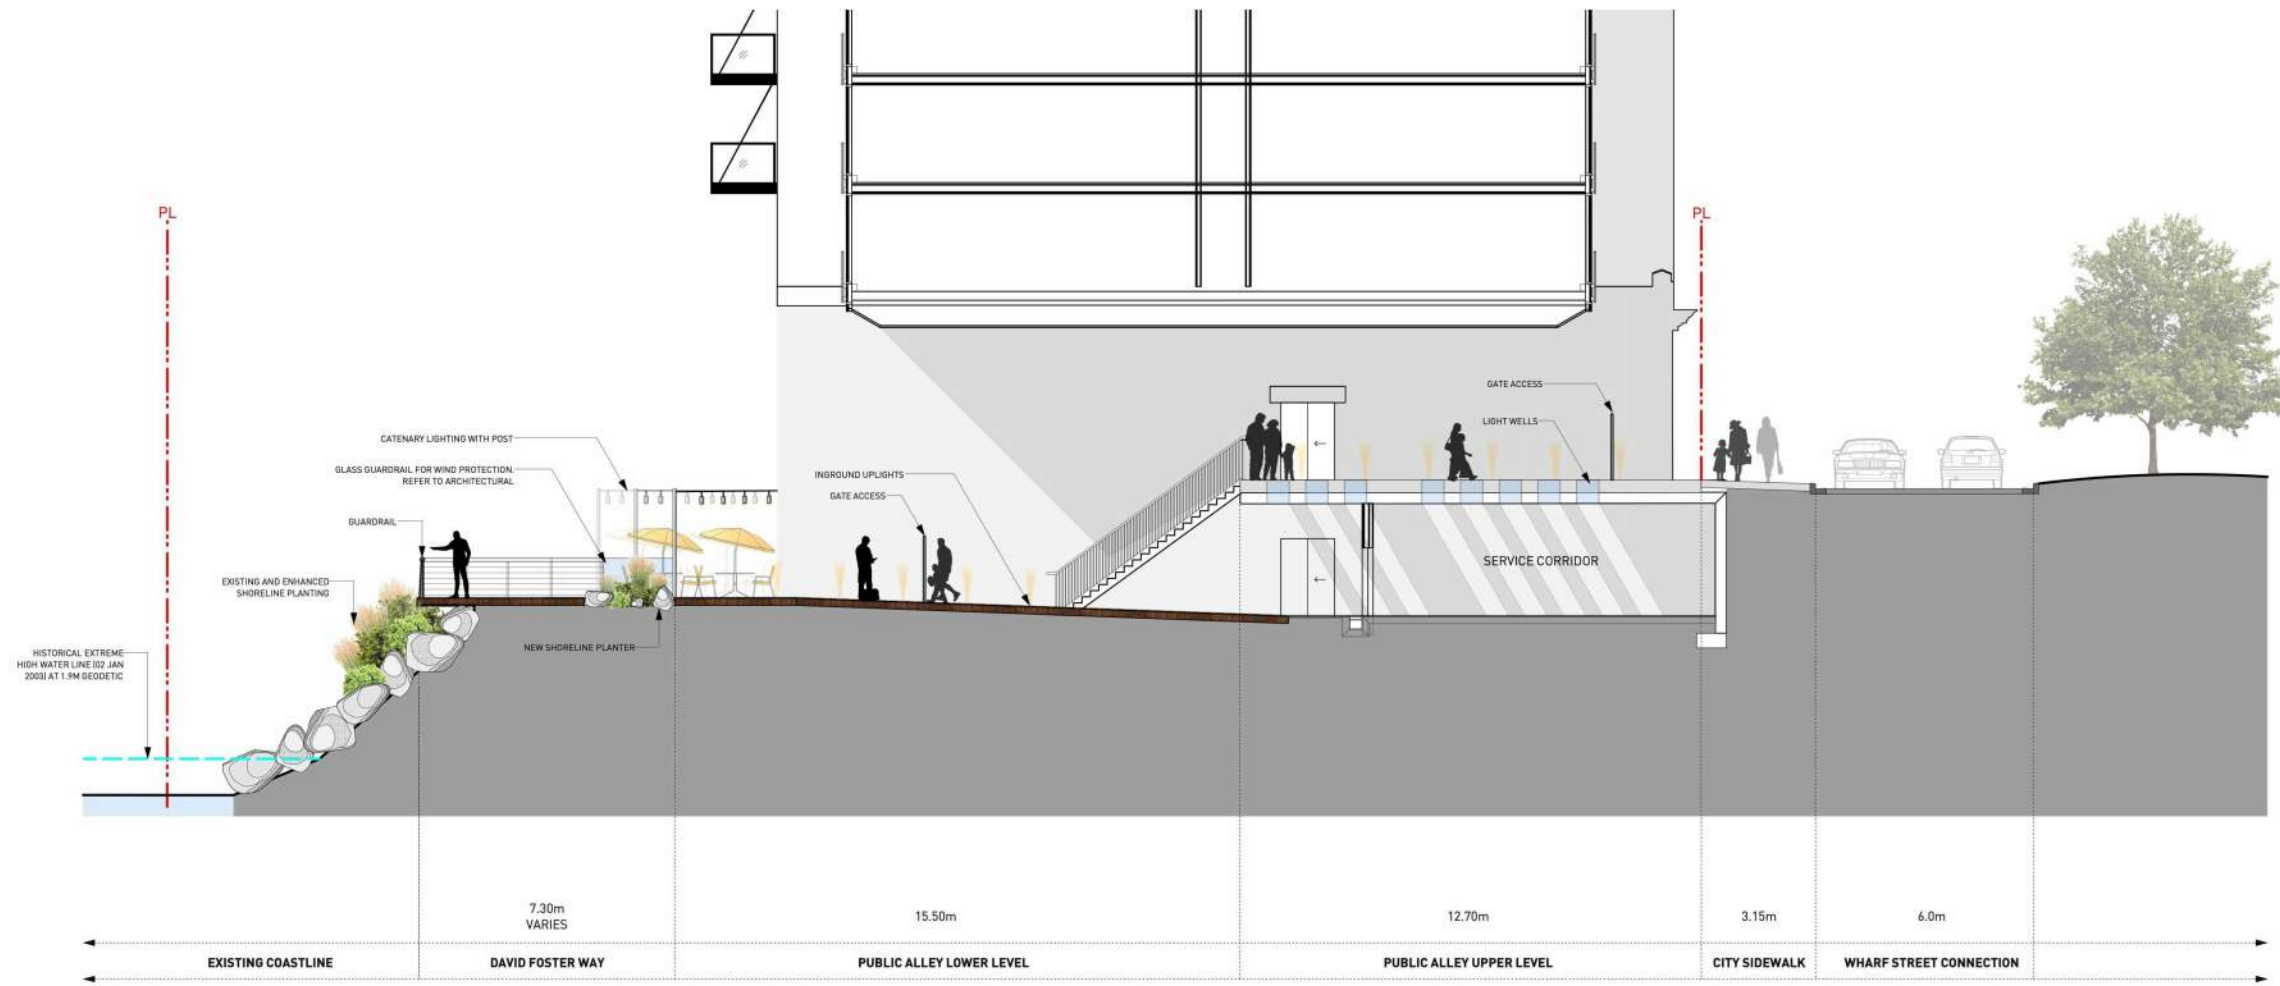 PL
PL
GATE ACCESS
LIGHT WELLS
CATENARY LIGHTING WITH POST
GLASS GUARDRAIL FOR WIND PROTECTION.
REFER TO ARCHITECTURAL
INGROUND UPLIGHTS
GATE ACCESS
GUARDRAIL
SERVICE CORRIDOR
EXISTING AND ENHANCED
SHORELINE PLANTING
NEW SHORELINE PLANTER
HISTORICAL EXTREME
HIGH WATER LINE (02 JAN
2003) AT 1.9M GEODETIC
7.30m
VARIES
15.50m
12.70m
3.15m
6.0m
EXISTING COASTLINE
DAVID FOSTER WAY
PUBLIC ALLEY LOWER LEVEL
PUBLIC ALLEY UPPER LEVEL
CITY SIDEWALK
WHARF STREET CONNECTION